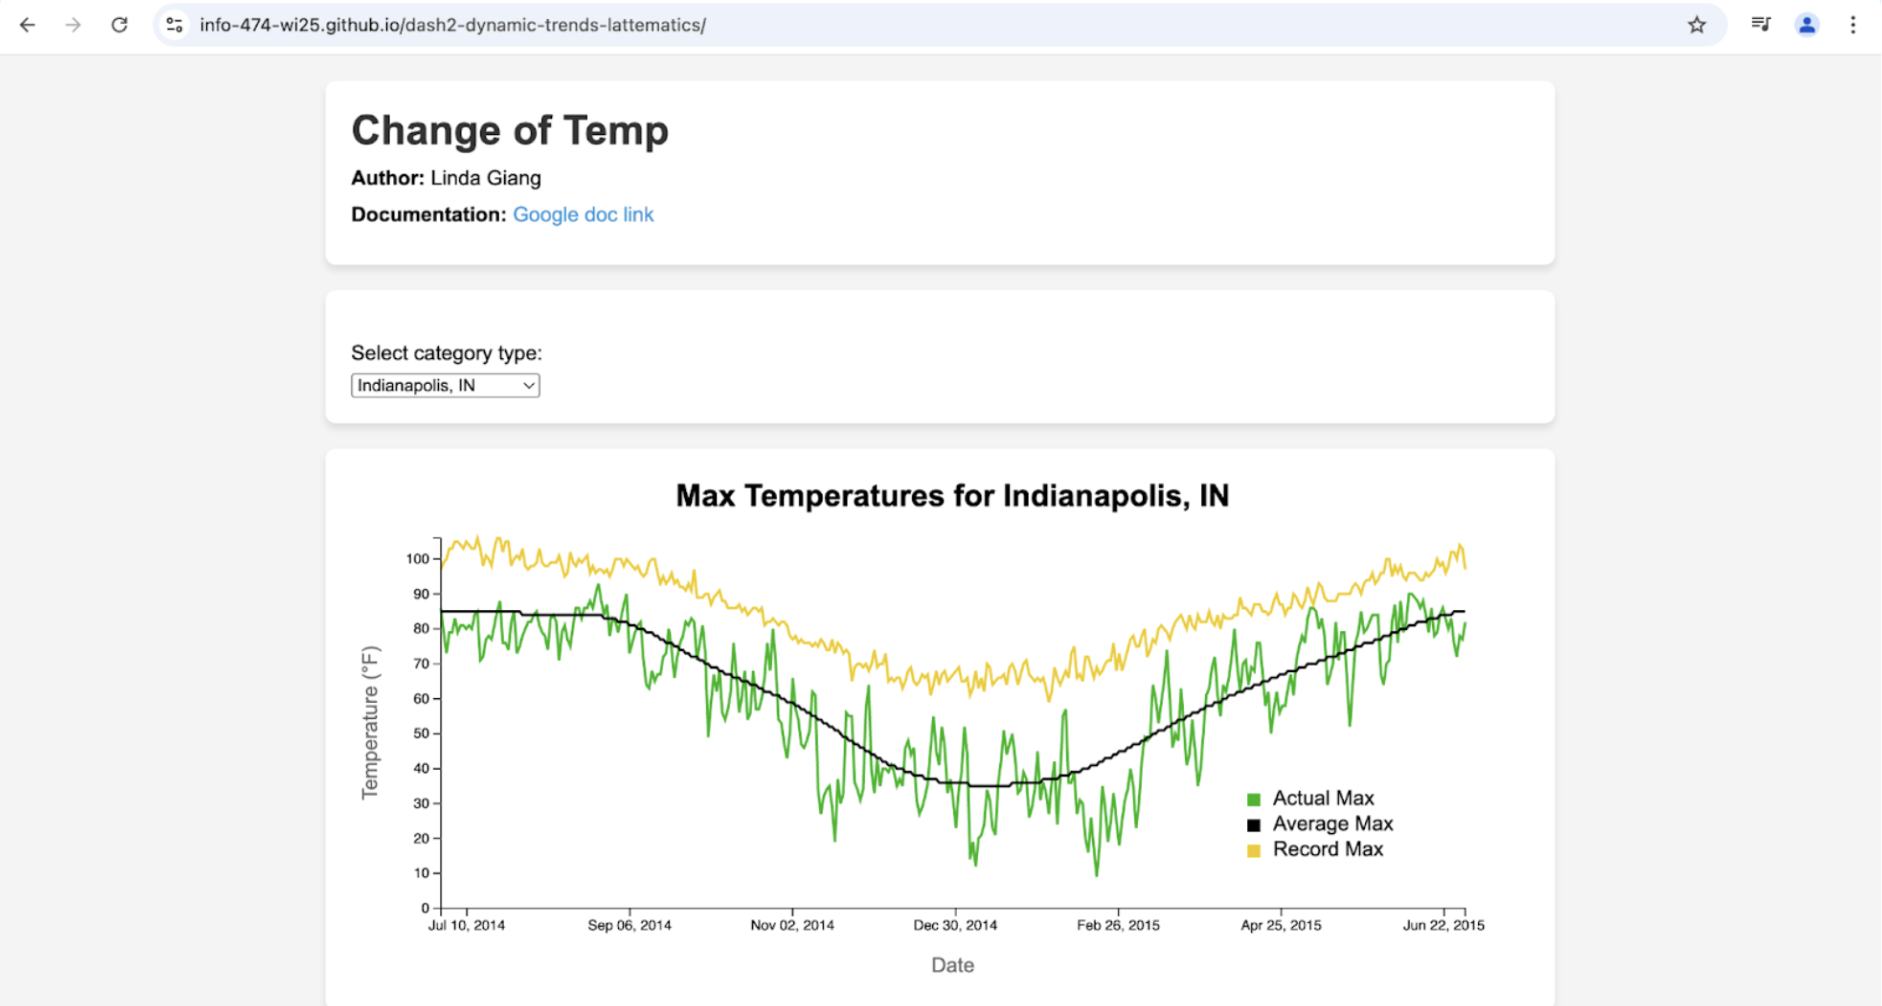 info-474-wi25.github.io/dash2-dynamic-trends-lattematics/
Change of Temp
Author: Linda Giang
Documentation: Google doc link
Select category type:
Indianapolis, IN
Max Temperatures for Indianapolis, IN
100
90
80
70
60
50
40
30
20
10
0
Temperature (°F)
Actual Max
Average Max
Record Max
Jul 10, 2014 Sep 06, 2014 Nov 02, 2014 Dec 30, 2014 Feb 26, 2015 Apr 25, 2015 Jun 22, 2015
Date